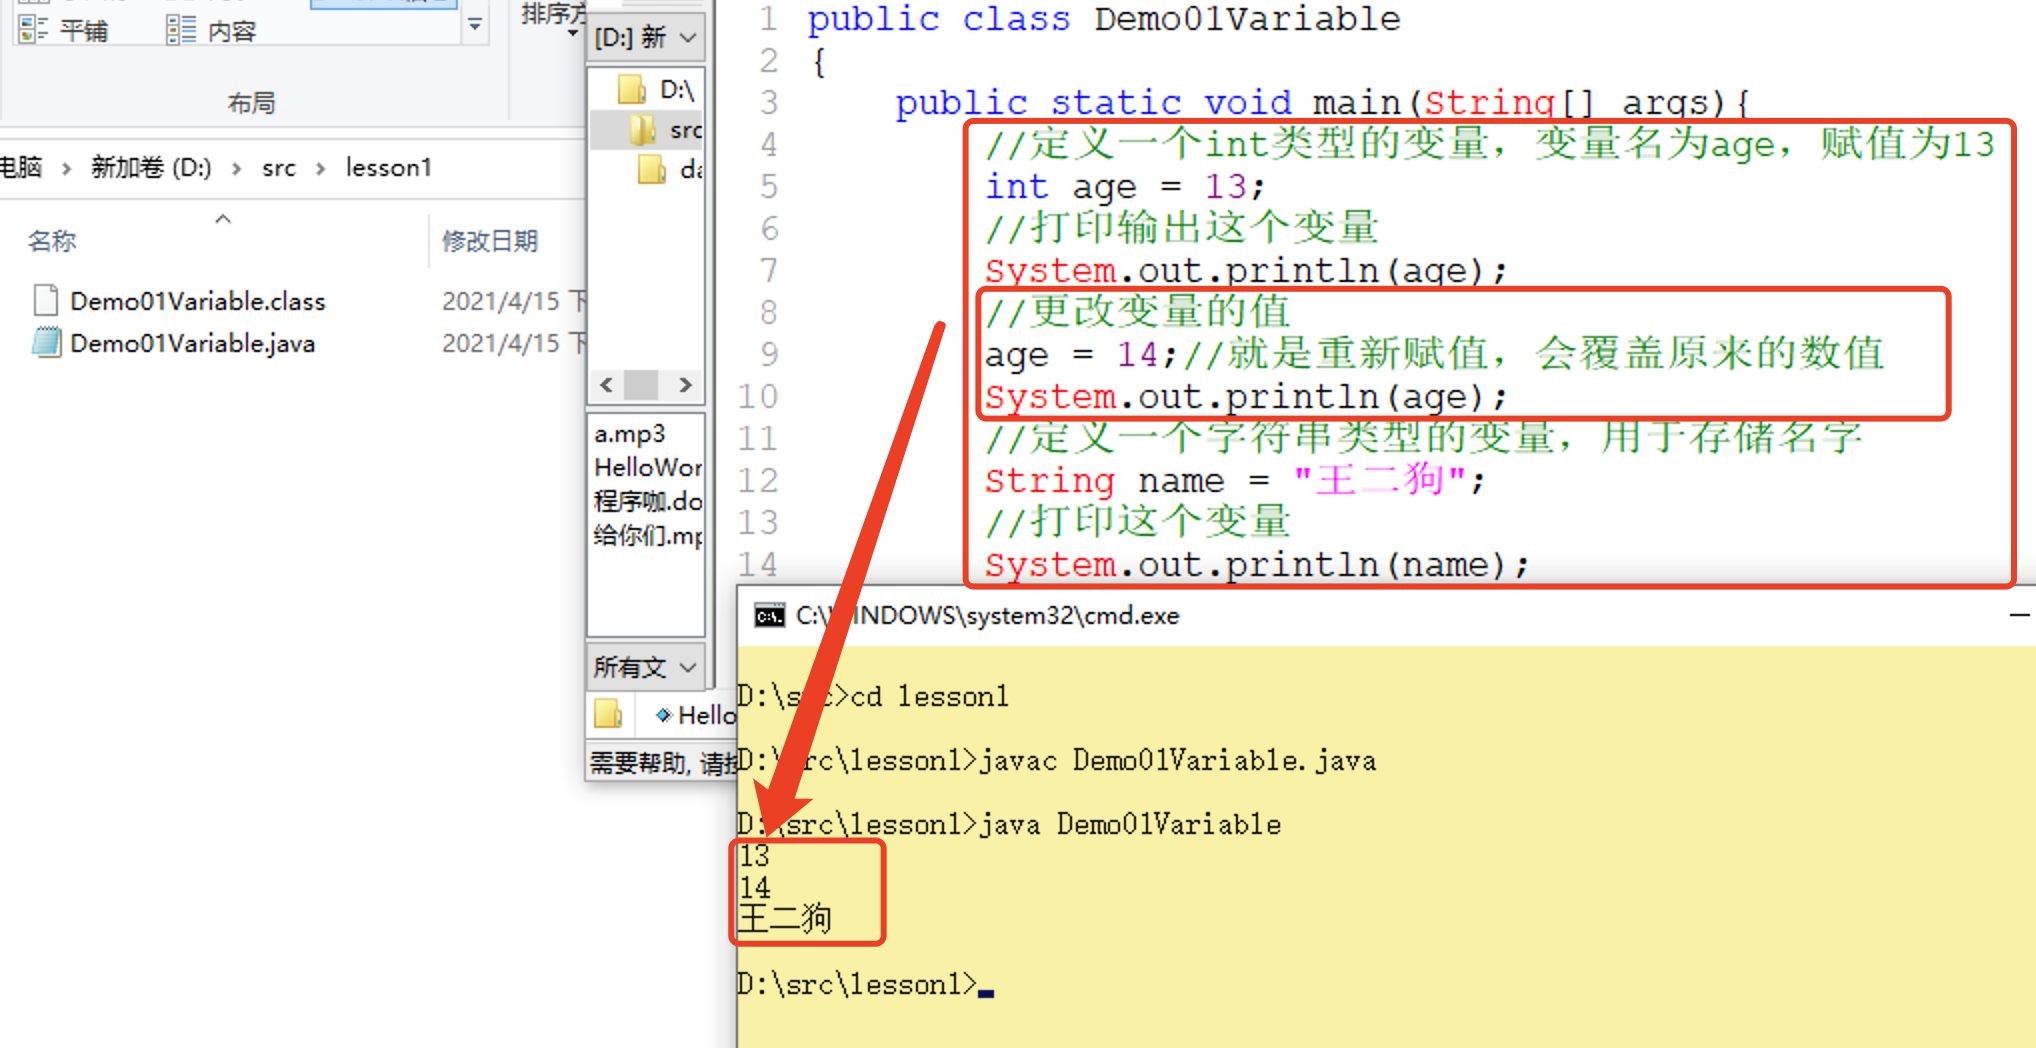 平铺
内容
排序方
布局
电脑 › 新加卷 (D:) › src › lesson1
名称
修改日期
Demo01Variable.class 2021/4/15 下
Demo01Variable.java 2021/4/15 下
[D:] 新
D:\
src
da
a.mp3
HelloWor
程序咖.do
给你们.mp
所有文
Hello
需要帮助, 请按
1 public class Demo01Variable
2 {
3 public static void main(String[] args){
4 //定义一个int类型的变量，变量名为age，赋值为13
5 int age = 13;
6 //打印输出这个变量
7 System.out.println(age);
8 //更改变量的值
9 age = 14;//就是重新赋值，会覆盖原来的数值
10 System.out.println(age);
11 //定义一个字符串类型的变量，用于存储名字
12 String name = "王二狗";
13 //打印这个变量
14 System.out.println(name);
C:\WINDOWS\system32\cmd.exe
D:\src>cd lesson1
D:\src\lesson1>javac Demo01Variable.java
D:\src\lesson1>java Demo01Variable
13
14
王二狗
D:\src\lesson1>